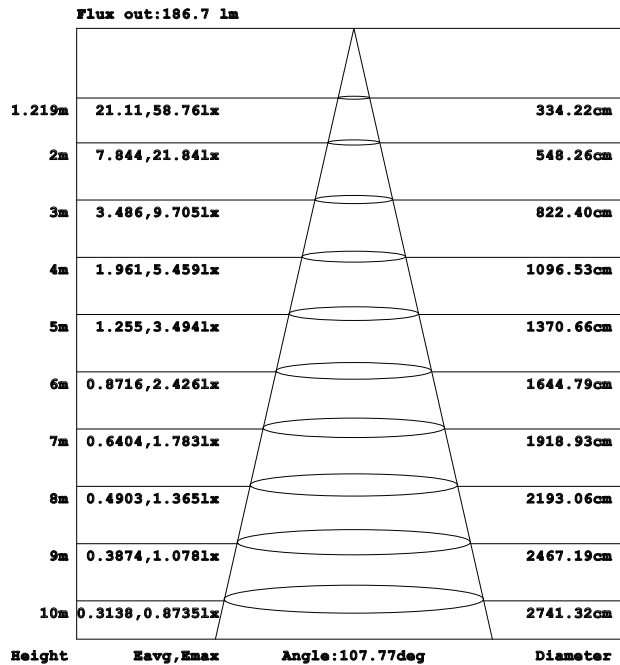 Flux out:186.7 lm
1.219m 21.11,58.76lx 334.22cm
2m 7.844,21.84lx 548.26cm
3m 3.486,9.705lx 822.40cm
4m 1.961,5.459lx 1096.53cm
5m 1.255,3.494lx 1370.66cm
6m 0.8716,2.426lx 1644.79cm
7m 0.6404,1.783lx 1918.93cm
8m 0.4903,1.365lx 2193.06cm
9m 0.3874,1.078lx 2467.19cm
10m 0.3138,0.8735lx 2741.32cm
Height Eavg,Emax Angle:107.77deg Diameter